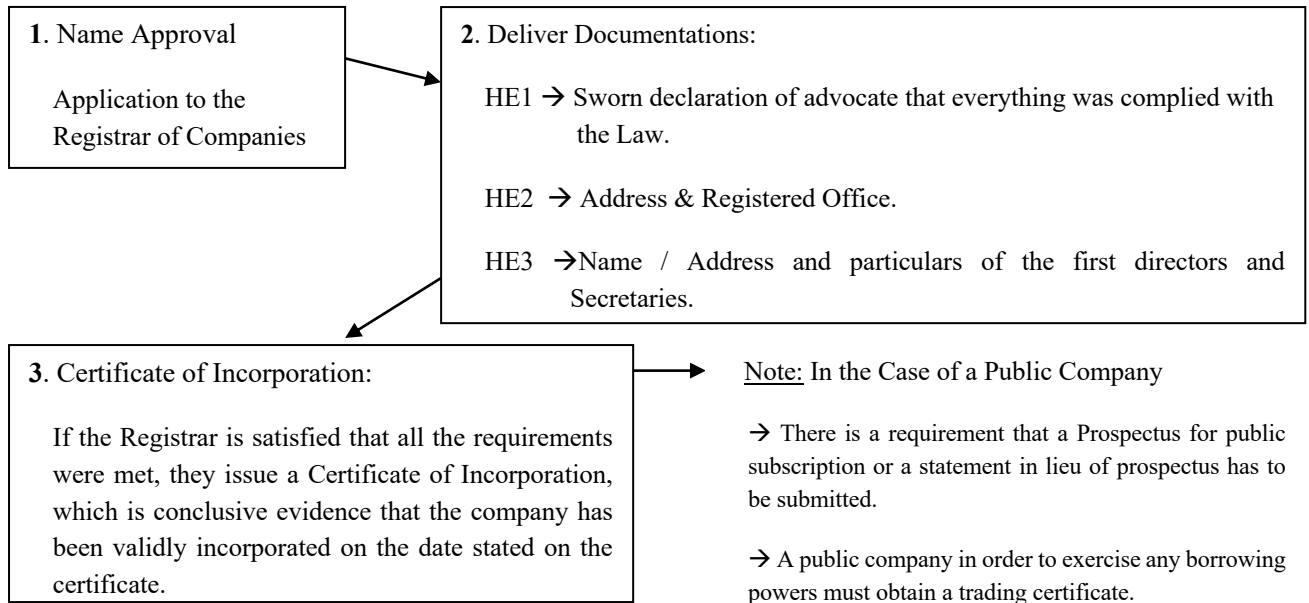 1. Name Approval
Application to the
Registrar of Companies
2. Deliver Documentations:
HE1 → Sworn declaration of advocate that everything was complied with
the Law.
HE2 → Address & Registered Office.
HE3 →Name / Address and particulars of the first directors and
Secretaries.
3. Certificate of Incorporation:
If the Registrar is satisfied that all the requirements
were met, they issue a Certificate of Incorporation,
which is conclusive evidence that the company has
been validly incorporated on the date stated on the
certificate.
Note: In the Case of a Public Company
→ There is a requirement that a Prospectus for public
subscription or a statement in lieu of prospectus has to
be submitted.
→ A public company in order to exercise any borrowing
powers must obtain a trading certificate.